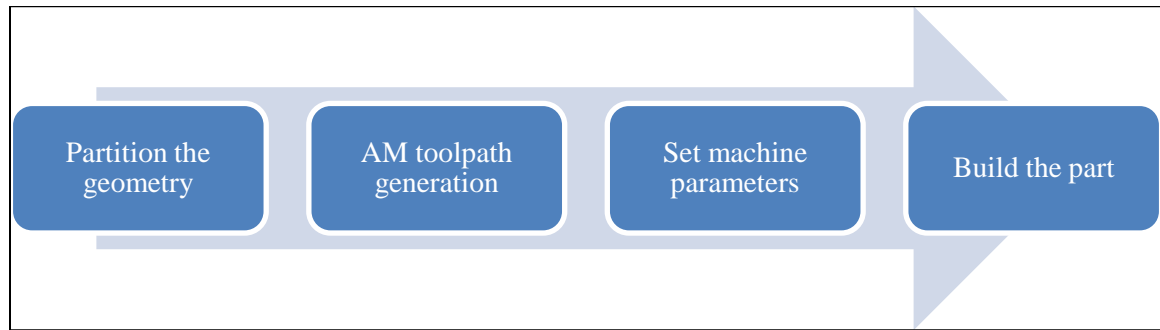 Partition the
geometry
AM toolpath
generation
Set machine
parameters
Build the part